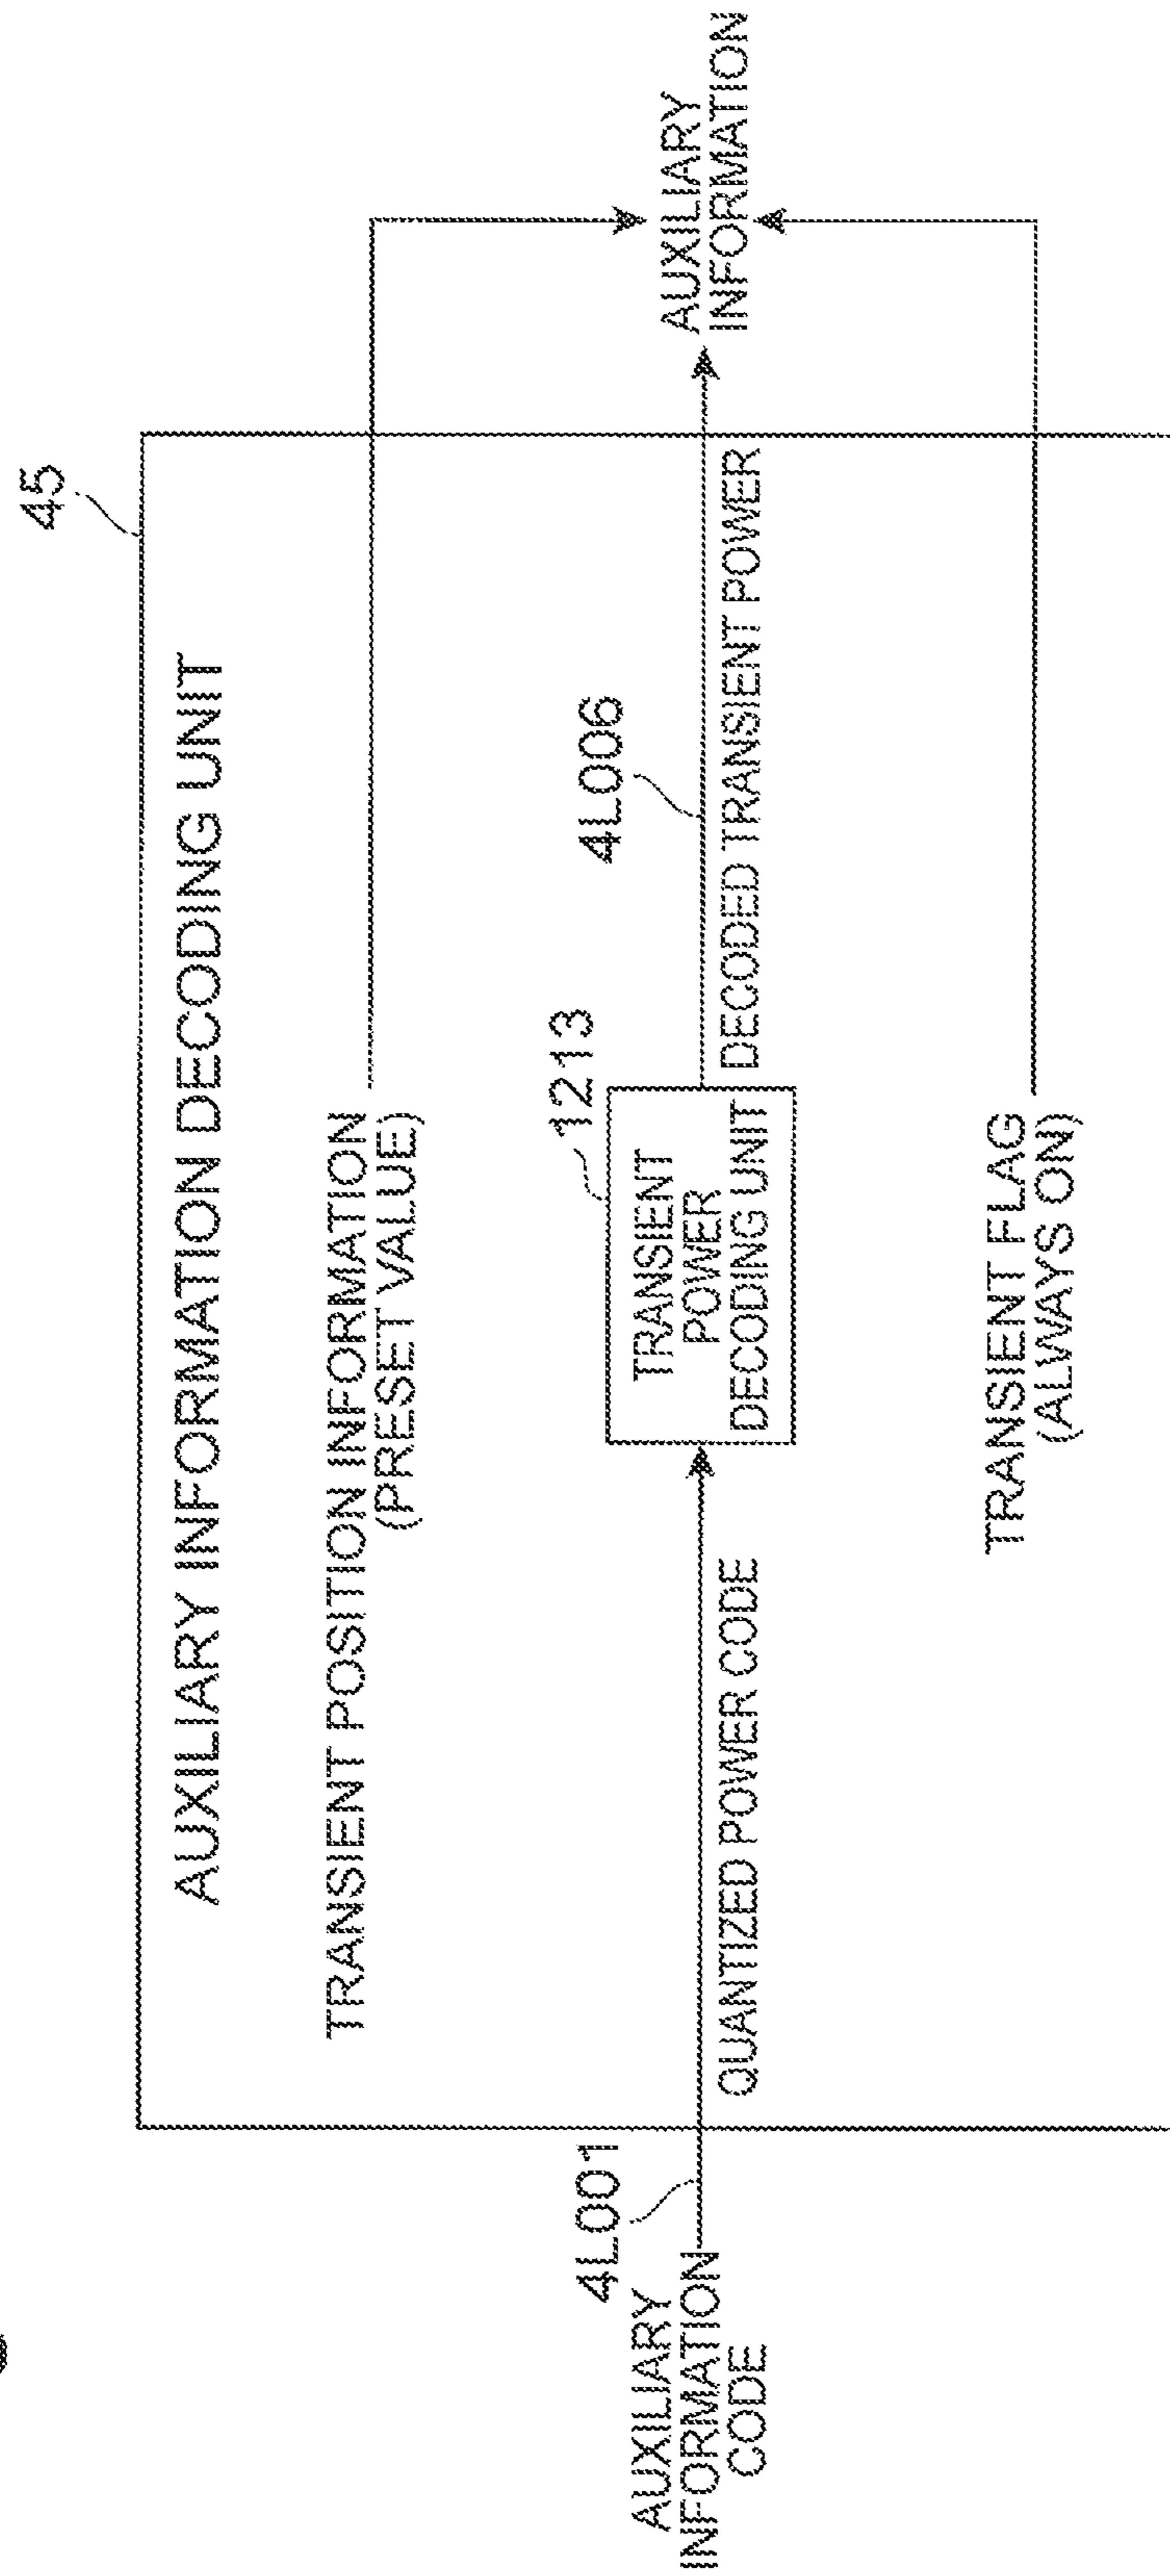 45
AUXILIARY INFORMATION DECODING UNIT
TRANSIENT POSITION INFORMATION
(PRESET VALUE)
4L001
AUXILIARY
INFORMATION
CODE
QUANTIZED POWER CODE
1213
TRANSIENT
POWER
DECODING UNIT
4L006
DECODED TRANSIENT POWER
AUXILIARY
INFORMATION
TRANSIENT FLAG
(ALWAYS ON)